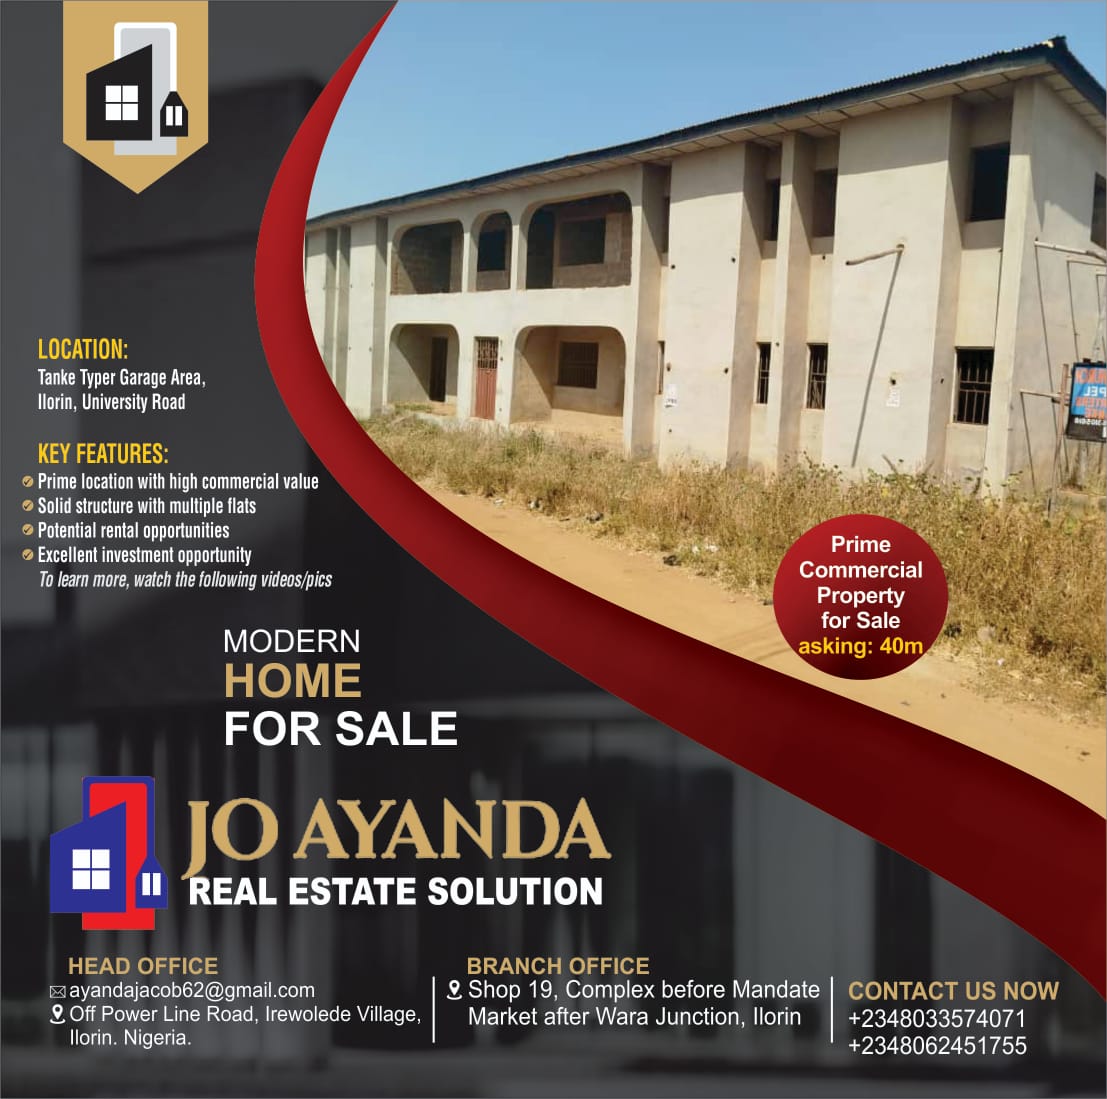 LOCATION:
Tanke Typer Garage Area,
Ilorin, University Road
KEY FEATURES:
Prime location with high commercial value
Solid structure with multiple flats
Potential rental opportunities
Excellent investment opportunity
To learn more, watch the following videos/pics
Prime
Commercial
Property
for Sale
asking: 40m
MODERN
HOME
FOR SALE
JO AYANDA
REAL ESTATE SOLUTION
HEAD OFFICE
ayandajacob62@gmail.com
Off Power Line Road, Irewolede Village,
Ilorin. Nigeria.
BRANCH OFFICE
Shop 19, Complex before Mandate
Market after Wara Junction, Ilorin
CONTACT US NOW
+2348033574071
+2348062451755